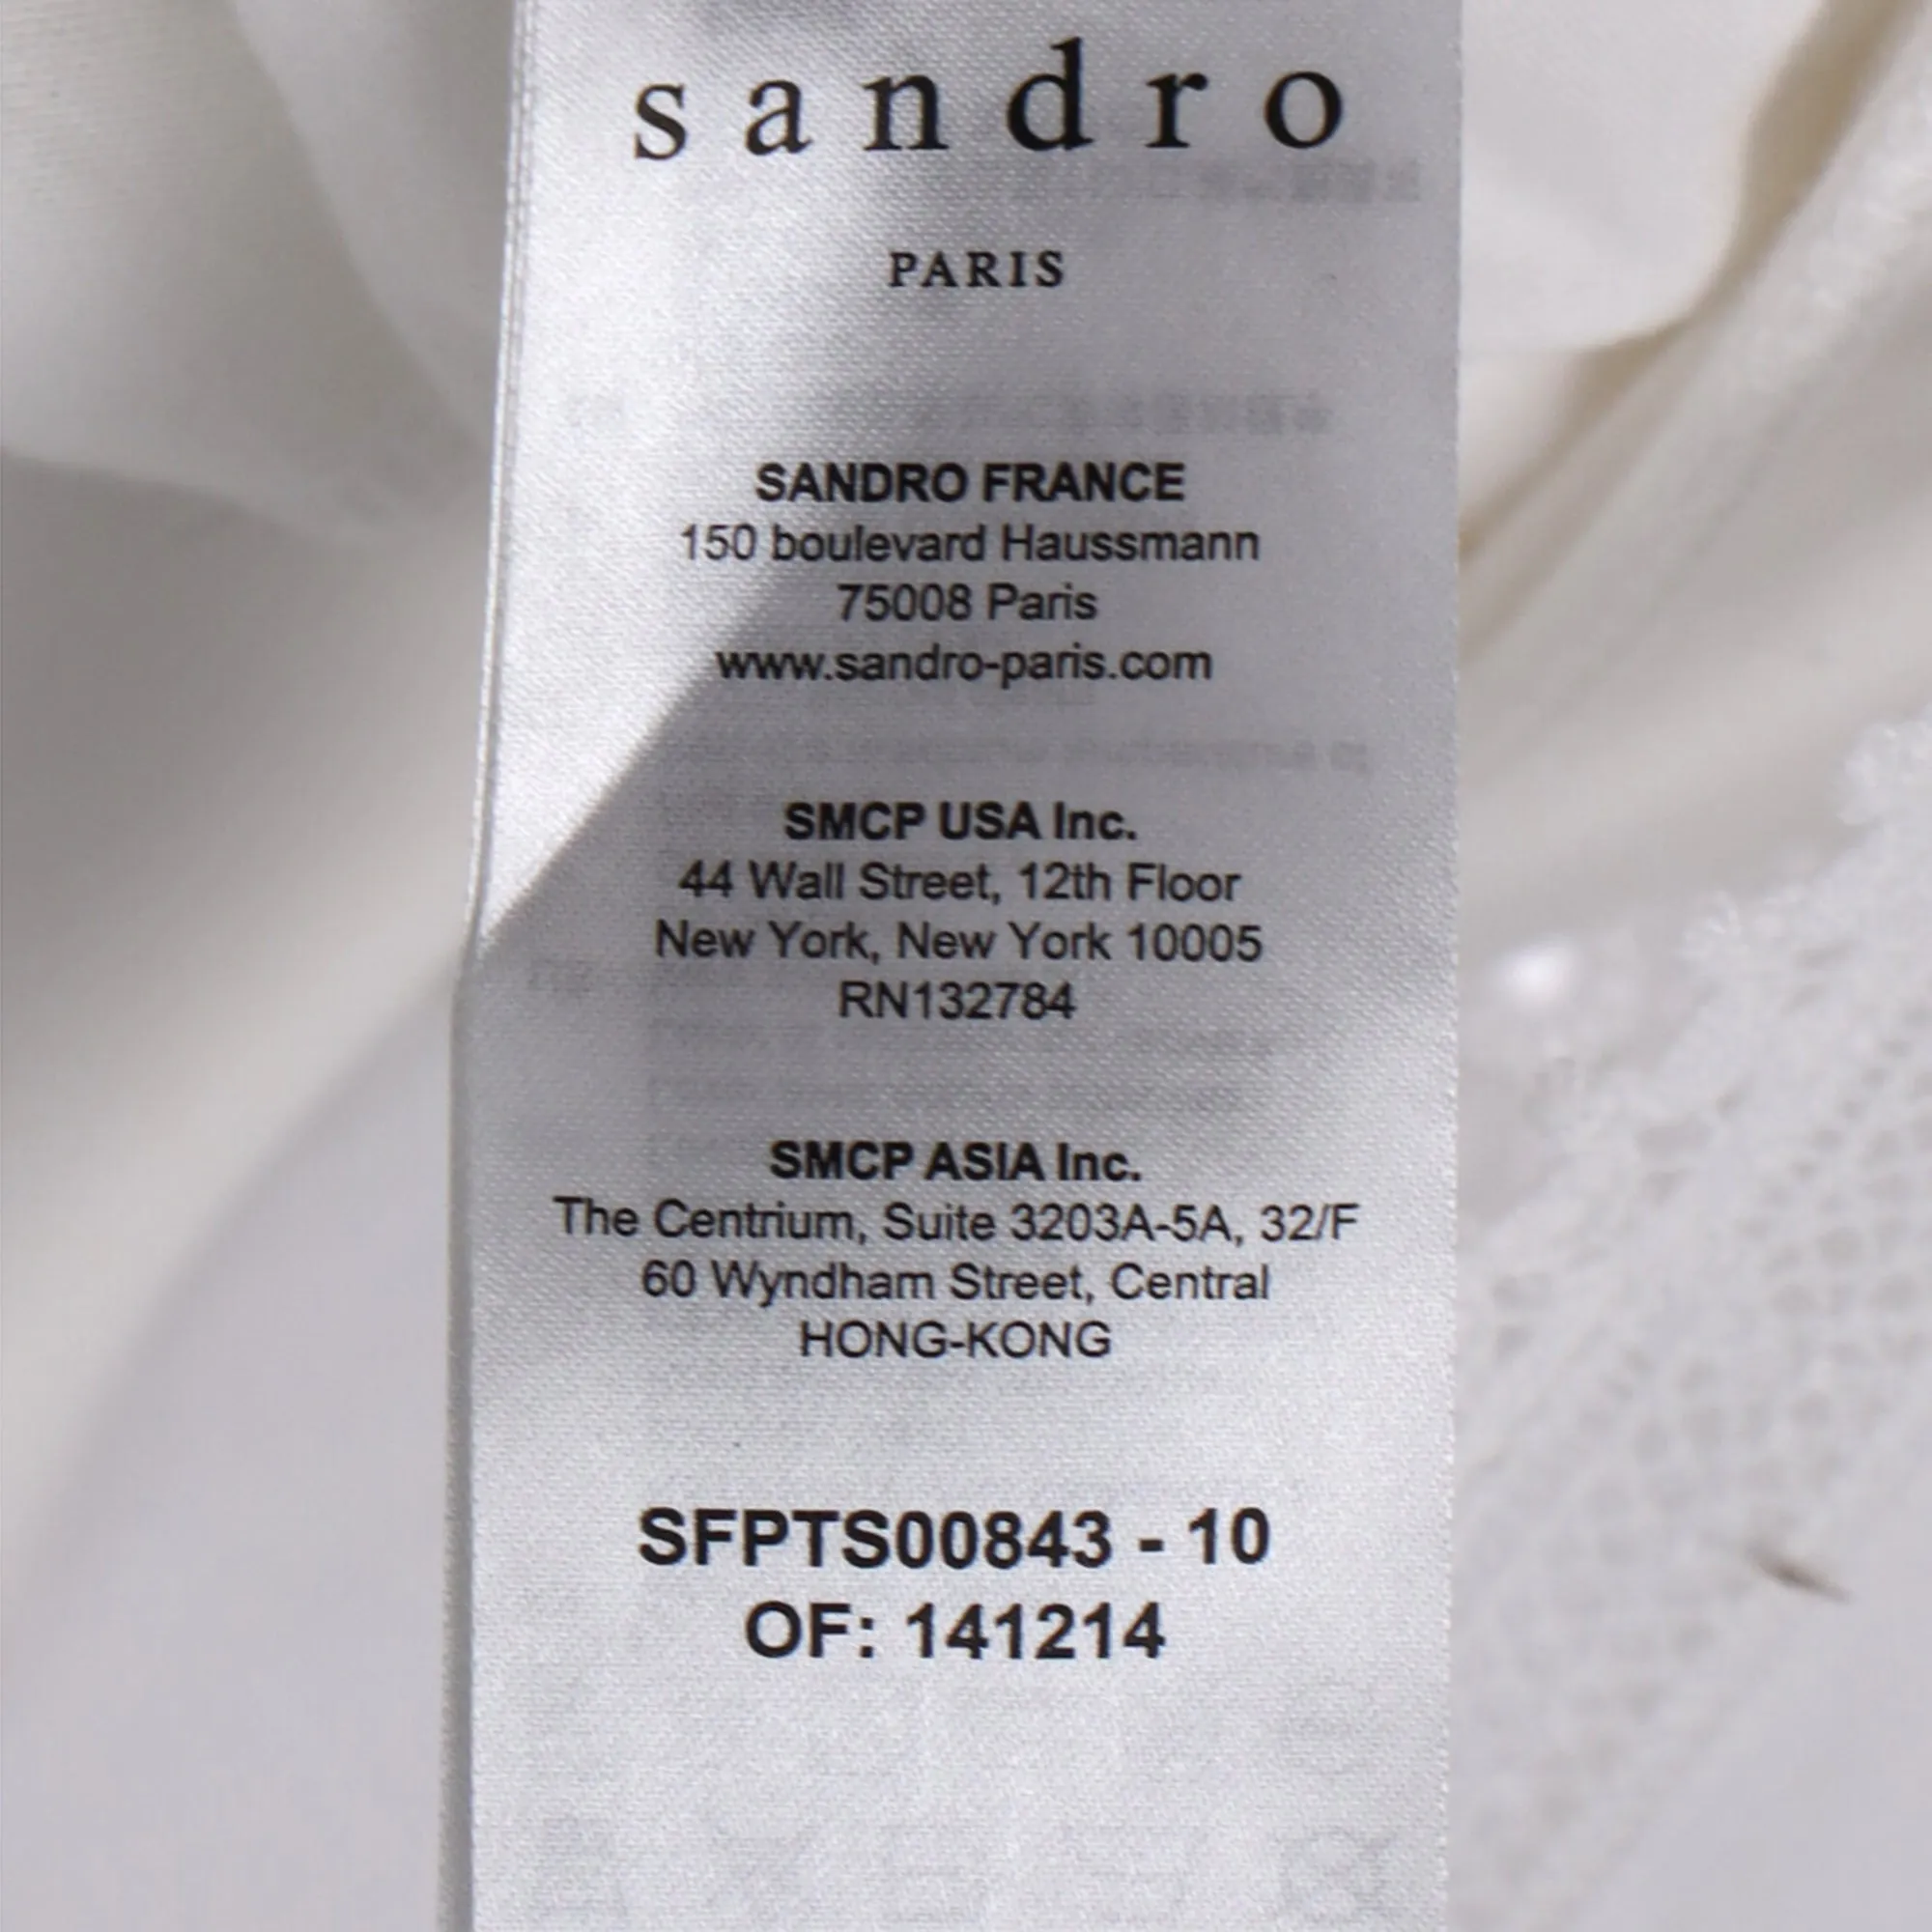 sandro
PARIS
SANDRO FRANCE
150 boulevard Haussmann
75008 Paris
www.sandro-paris.com
SMCP USA Inc.
44 Wall Street, 12th Floor
New York, New York 10005
RN132784
SMCP ASIA Inc.
The Centrium, Suite 3203A-5A, 32/F
60 Wyndham Street, Central
HONG-KONG
SFPTS00843 - 10
OF: 141214